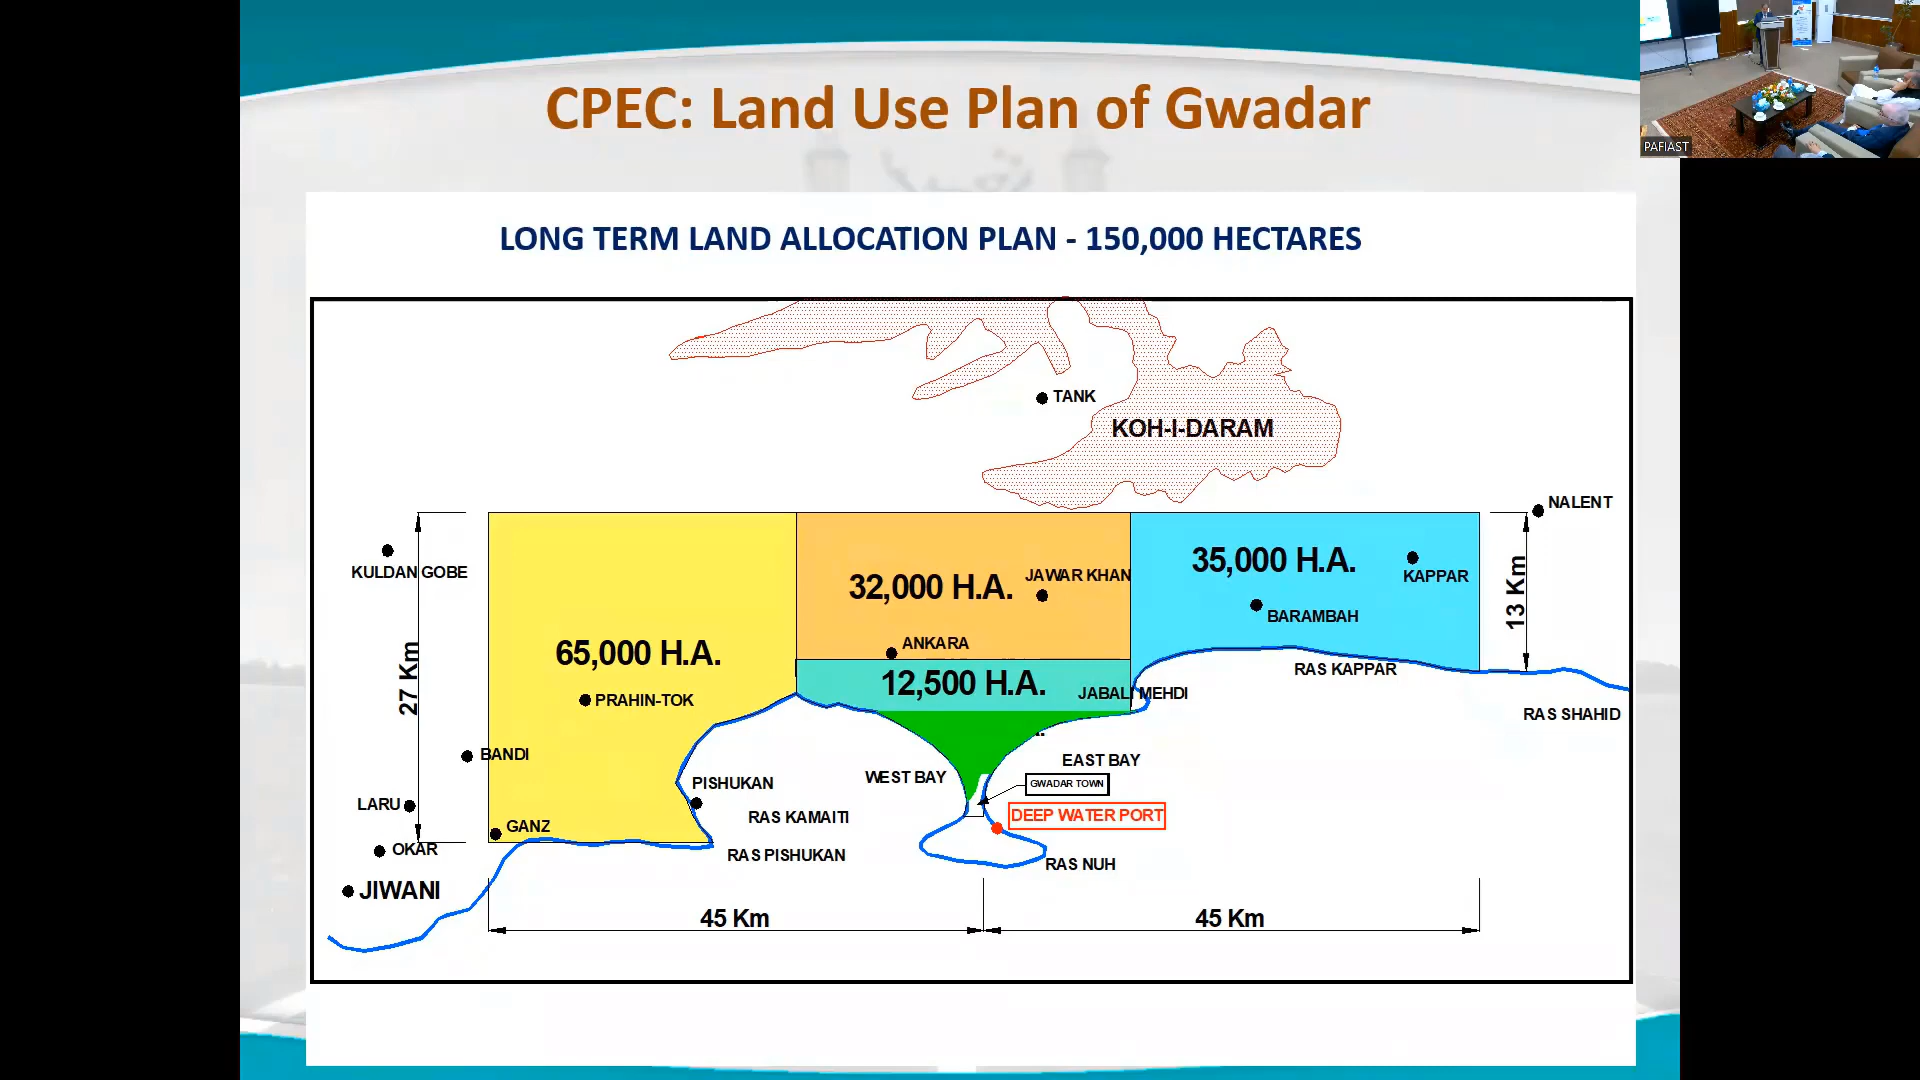 CPEC: Land Use Plan of Gwadar
PAFIAST
LONG TERM LAND ALLOCATION PLAN - 150,000 HECTARES
TANK
KOH-I-DARAM
NALENT
KULDAN GOBE
32,000 H.A.
JAWAR KHAN
35,000 H.A.
KAPPAR
13 Km
BARAMBAH
65,000 H.A.
ANKARA
27 Km
12,500 H.A.
JABALI MEHDI
RAS KAPPAR
PRAHIN-TOK
RAS SHAHID
BANDI
PISHUKAN
WEST BAY
EAST BAY
GWADAR TOWN
LARU
RAS KAMAITI
DEEP WATER PORT
GANZ
OKAR
RAS PISHUKAN
RAS NUH
JIWANI
45 Km
45 Km